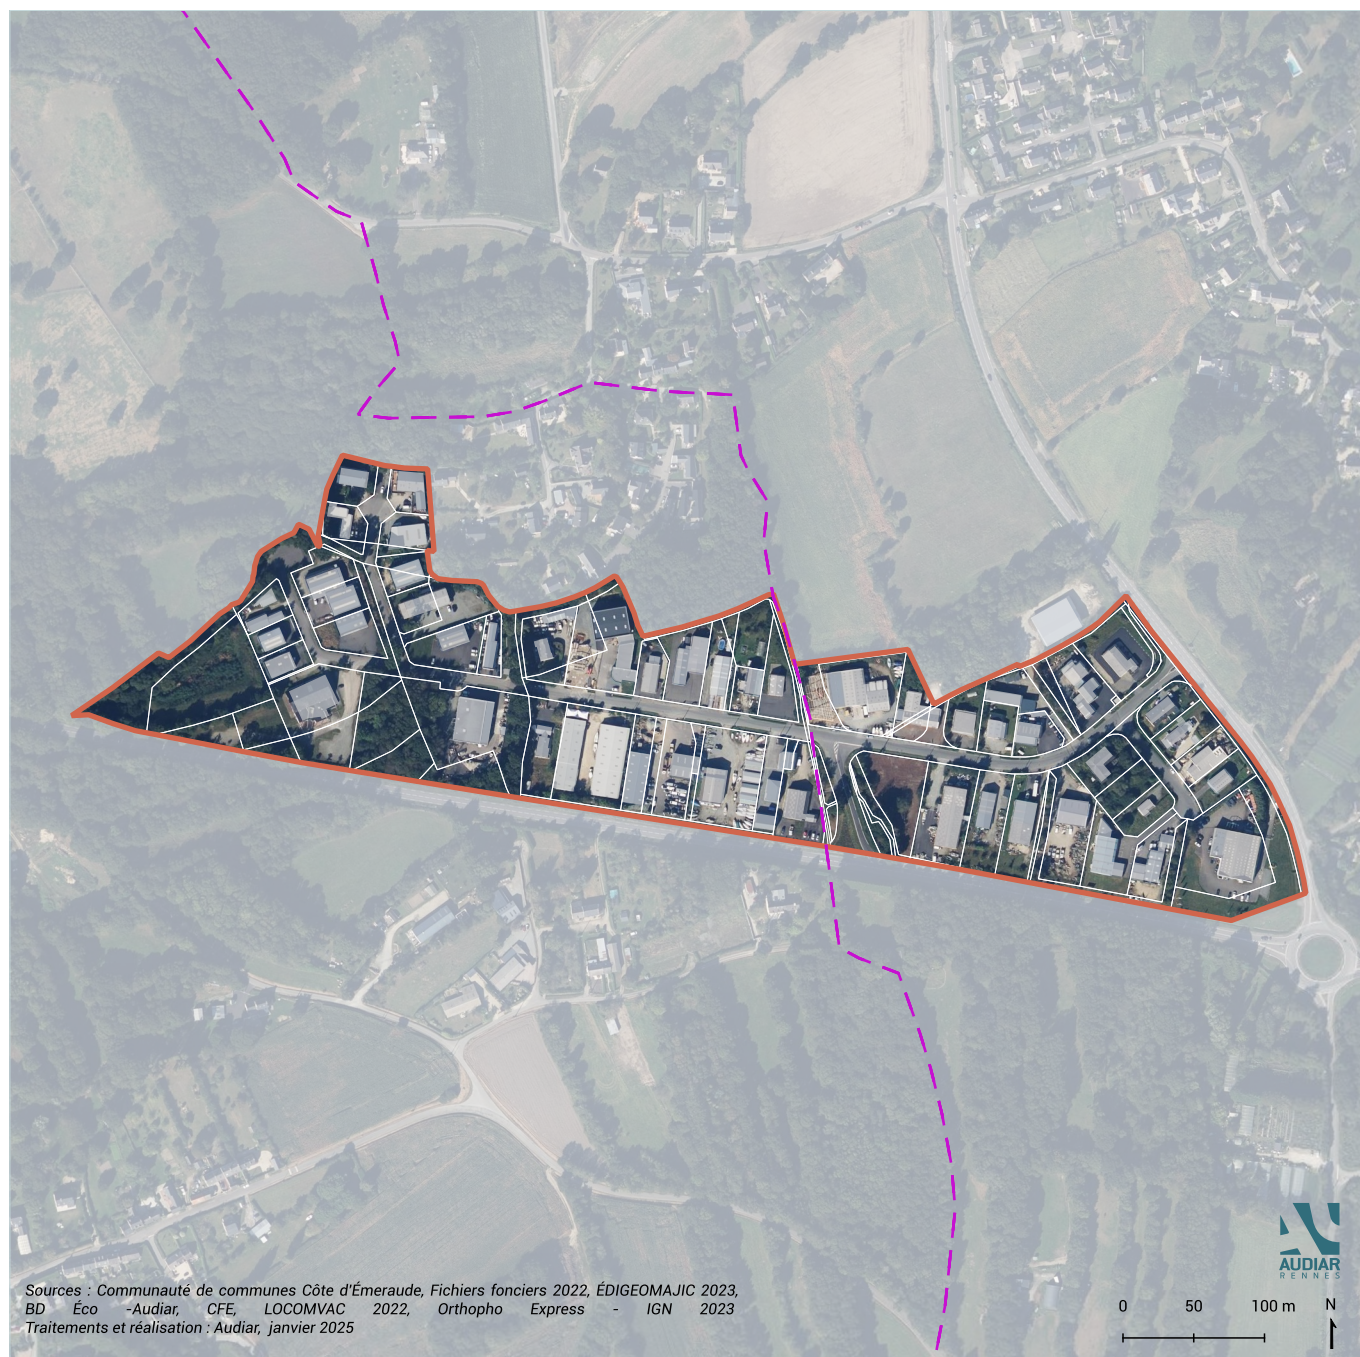 AUDIAR
RENNES
Sources : Communauté de communes Côte d'Émeraude, Fichiers fonciers 2022, ÉDIGEOMAJIC 2023,
BD Éco -Audiar, CFE, LOCOMVAC 2022, Orthopho Express - IGN 2023
Traitements et réalisation : Audiar, janvier 2025
0 50 100 m N